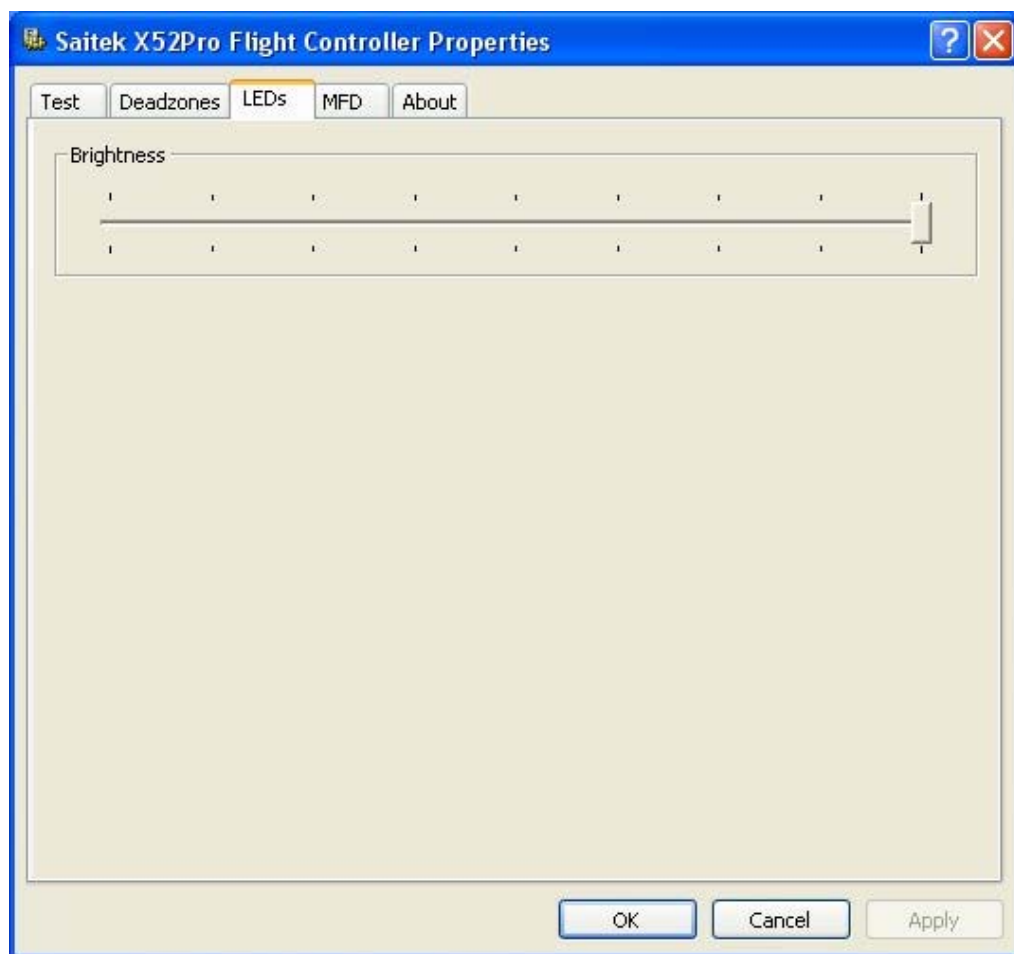 Saitek X52Pro Flight Controller Properties
Test Deadzones LEDs MFD About
Brightness
OK Cancel Apply